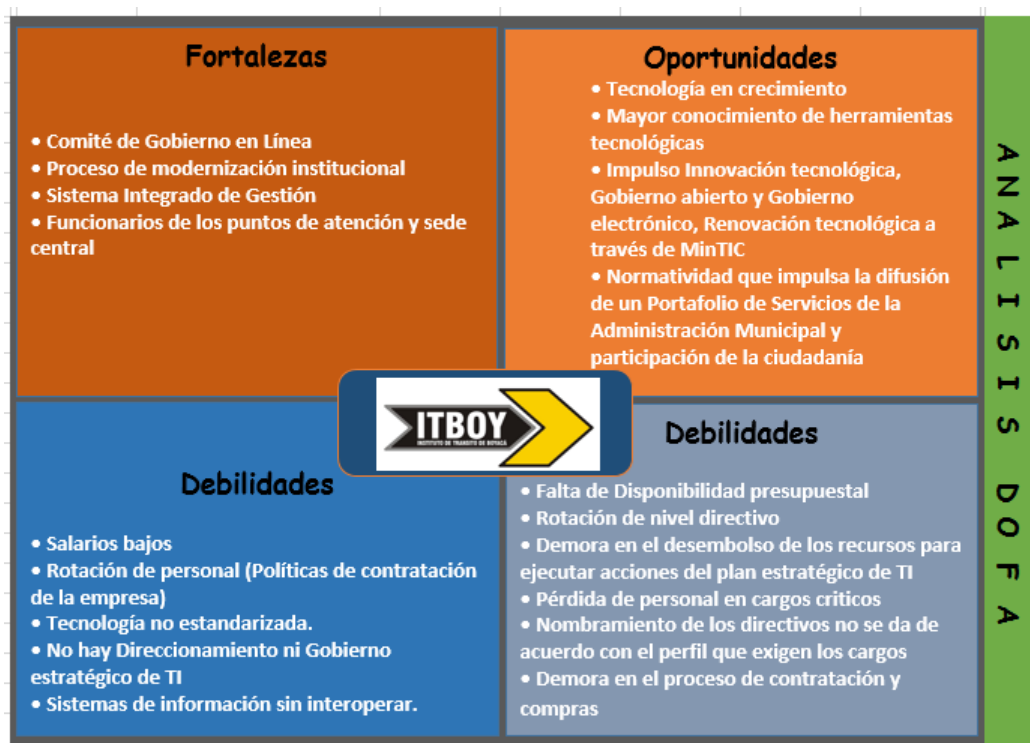 Fortalezas
• Comité de Gobierno en Línea
• Proceso de modernización institucional
• Sistema Integrado de Gestión
• Funcionarios de los puntos de atención y sede
central
Oportunidades
• Tecnología en crecimiento
• Mayor conocimiento de herramientas
tecnológicas
• Impulso Innovación tecnológica,
Gobierno abierto y Gobierno
electrónico, Renovación tecnológica a
través de MinTIC
• Normatividad que impulsa la difusión
de un Portafolio de Servicios de la
Administración Municipal y
participación de la ciudadanía
ITBOY
INSTITUTO DE TRANSITO DE BOYACÁ
Debilidades
• Salarios bajos
• Rotación de personal (Políticas de contratación
de la empresa)
• Tecnología no estandarizada.
• No hay Direccionamiento ni Gobierno
estratégico de TI
• Sistemas de información sin interoperar.
Debilidades
• Falta de Disponibilidad presupuestal
• Rotación de nivel directivo
• Demora en el desembolso de los recursos para
ejecutar acciones del plan estratégico de TI
• Pérdida de personal en cargos criticos
• Nombramiento de los directivos no se da de
acuerdo con el perfil que exigen los cargos
• Demora en el proceso de contratación y
compras
ANALISIS DOFA